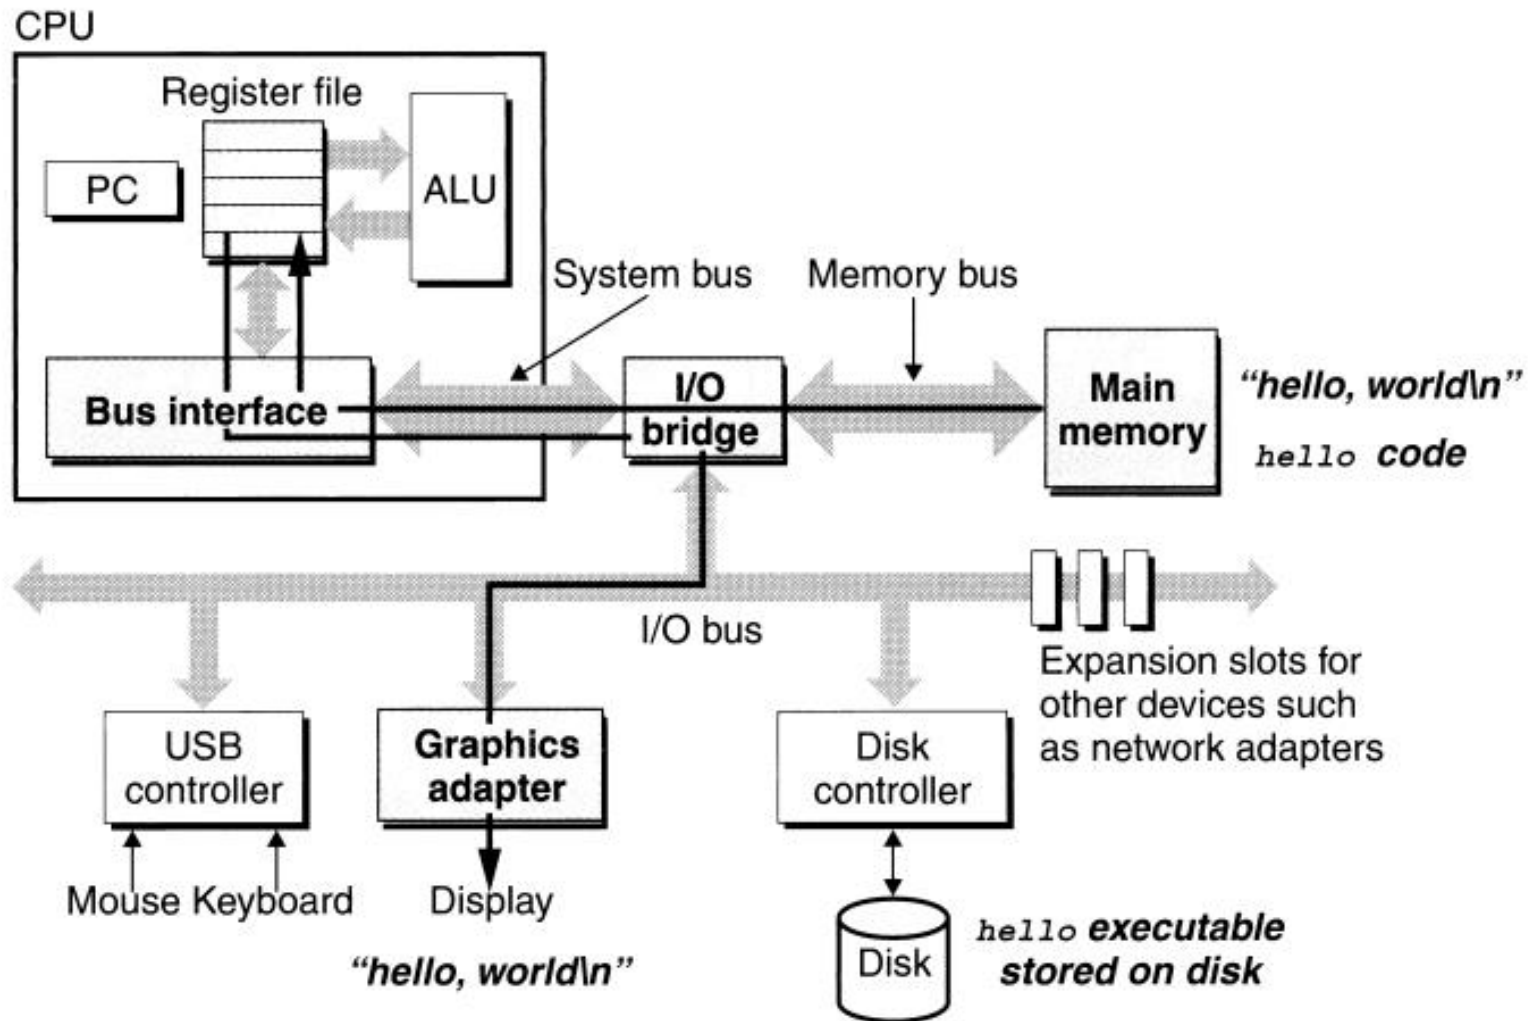 CPU
Register file
PC
ALU
System bus
Memory bus
Bus interface
I/O
bridge
Main
memory
“hello, world\n”
hello code
I/O bus
Expansion slots for
other devices such
as network adapters
USB
controller
Graphics
adapter
Disk
controller
Mouse Keyboard
Display
“hello, world\n”
Disk
hello executable
stored on disk